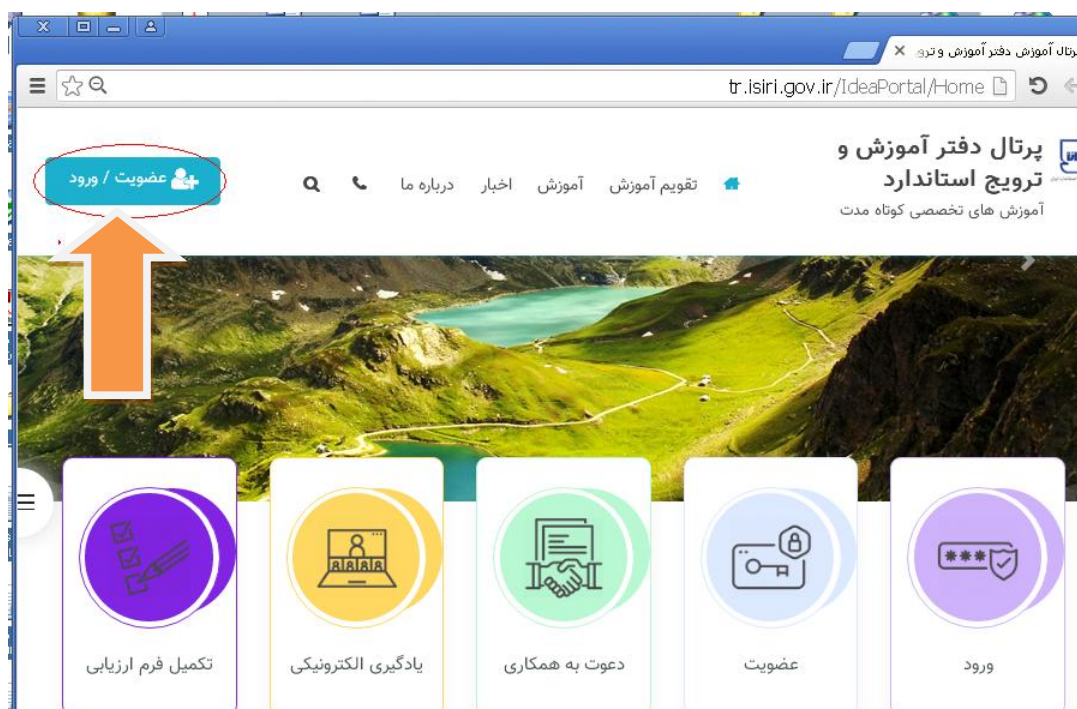 پرتال آموزش دفتر آموزش و ترو
tr.isiri.gov.ir/IdeaPortal/Home
پرتال دفتر آموزش و
ترویج استاندارد
آموزش های تخصصی کوتاه مدت
تقویم آموزش
آموزش
اخبار
درباره ما
عضویت / ورود
ورود
عضویت
دعوت به همکاری
یادگیری الکترونیکی
تکمیل فرم ارزیابی